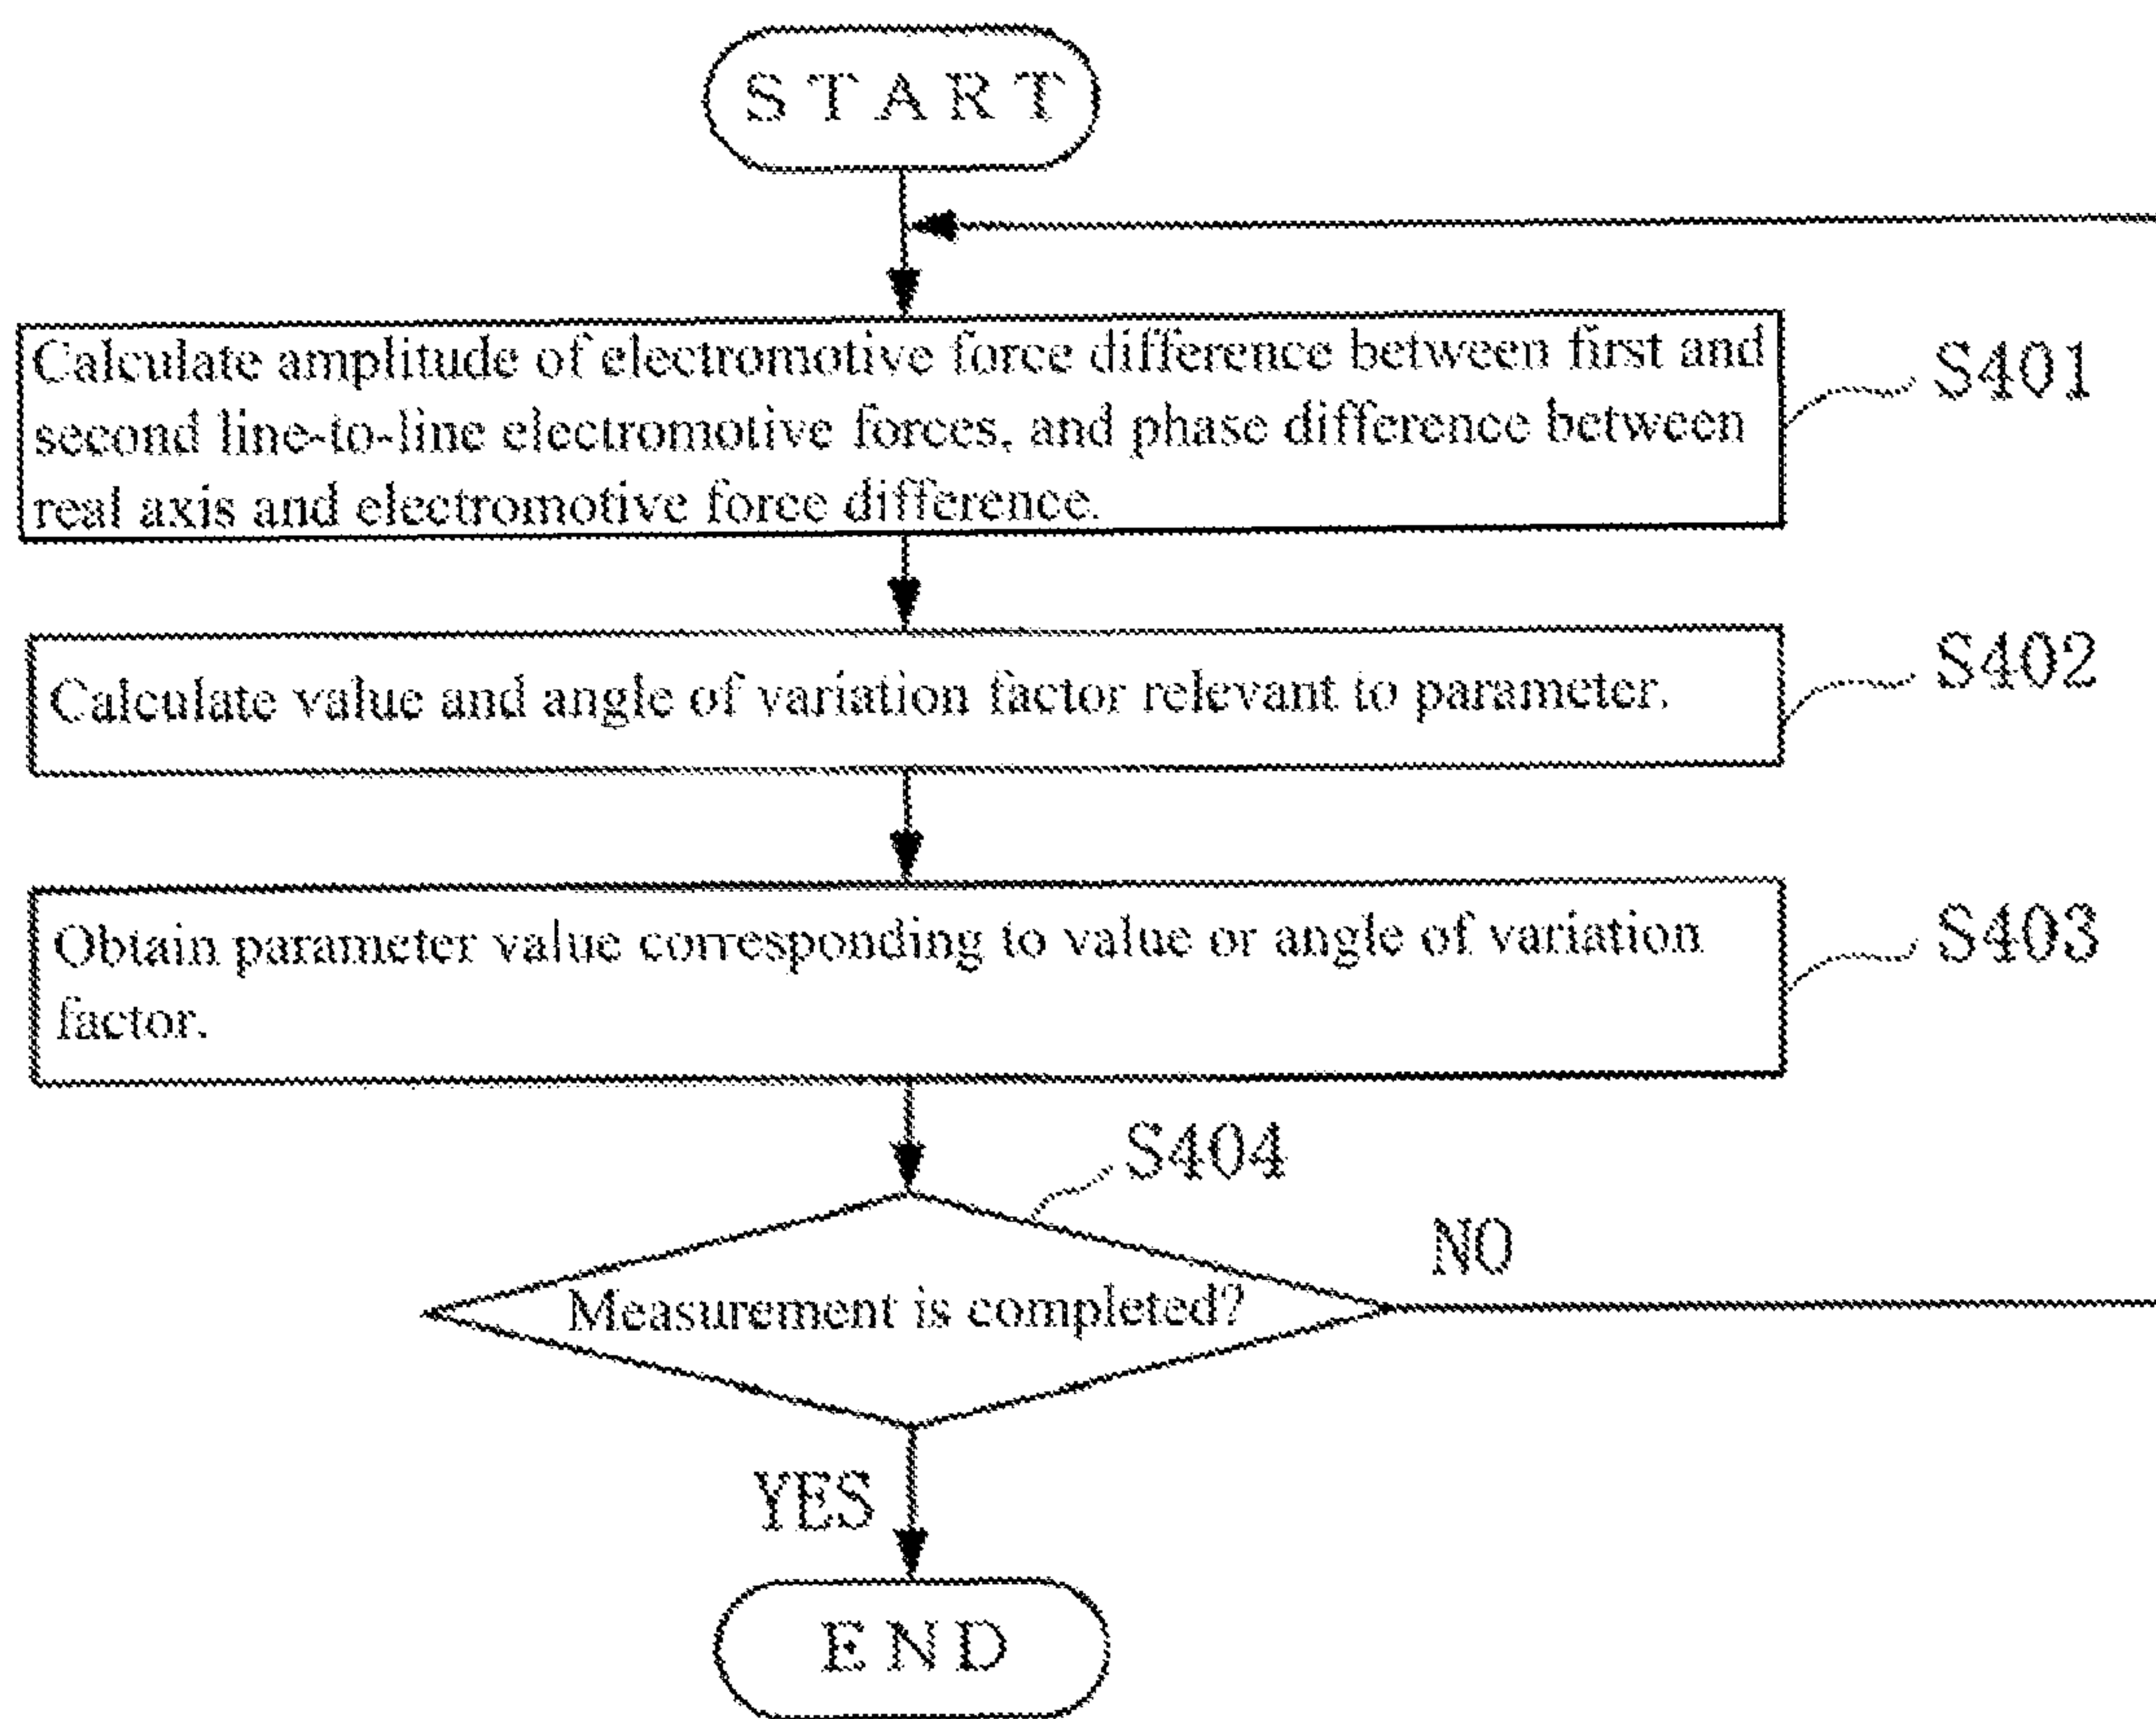 START
Calculate amplitude of electromotive force difference between first and
second line-to-line electromotive forces, and phase difference between
real axis and electromotive force difference.
S401
Calculate value and angle of variation factor relevant to parameter.
S402
Obtain parameter value corresponding to value or angle of variation
factor.
S403
S404
Measurement is completed?
NO
YES
END